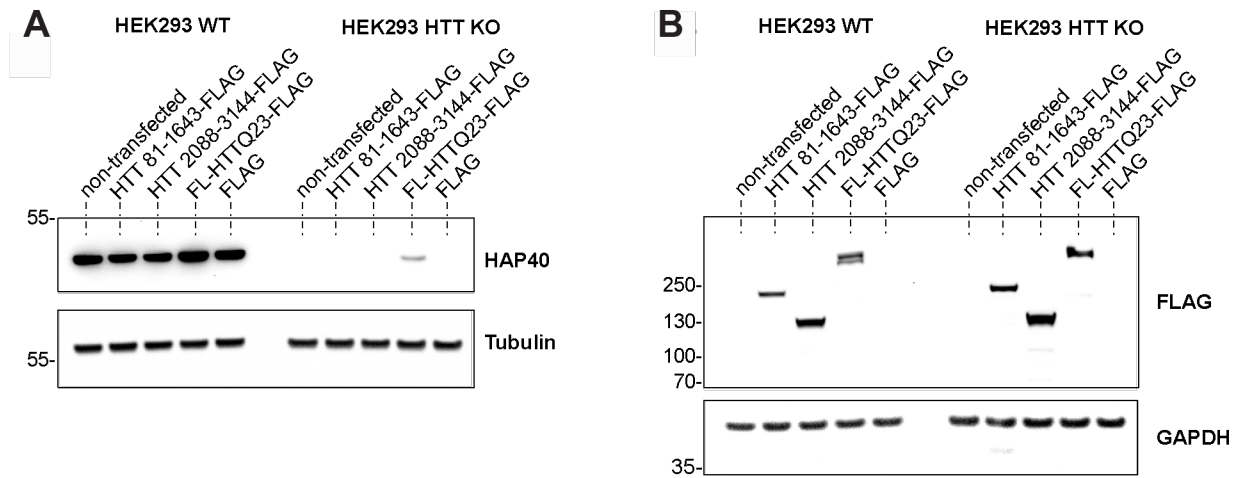 A
HEK293 WT
HEK293 HTT KO
non-transfected
HTT 81-1643-FLAG
HTT 2088-3144-FLAG
FL-HTTQ23-FLAG
FLAG
non-transfected
HTT 81-1643-FLAG
HTT 2088-3144-FLAG
FL-HTTQ23-FLAG
FLAG
55-
HAP40
Tubulin
55-
B
HEK293 WT
HEK293 HTT KO
non-transfected
HTT 81-1643-FLAG
HTT 2088-3144-FLAG
FL-HTTQ23-FLAG
FLAG
non-transfected
HTT 81-1643-FLAG
HTT 2088-3144-FLAG
FL-HTTQ23-FLAG
FLAG
250-
FLAG
130-
100-
70-
GAPDH
35-